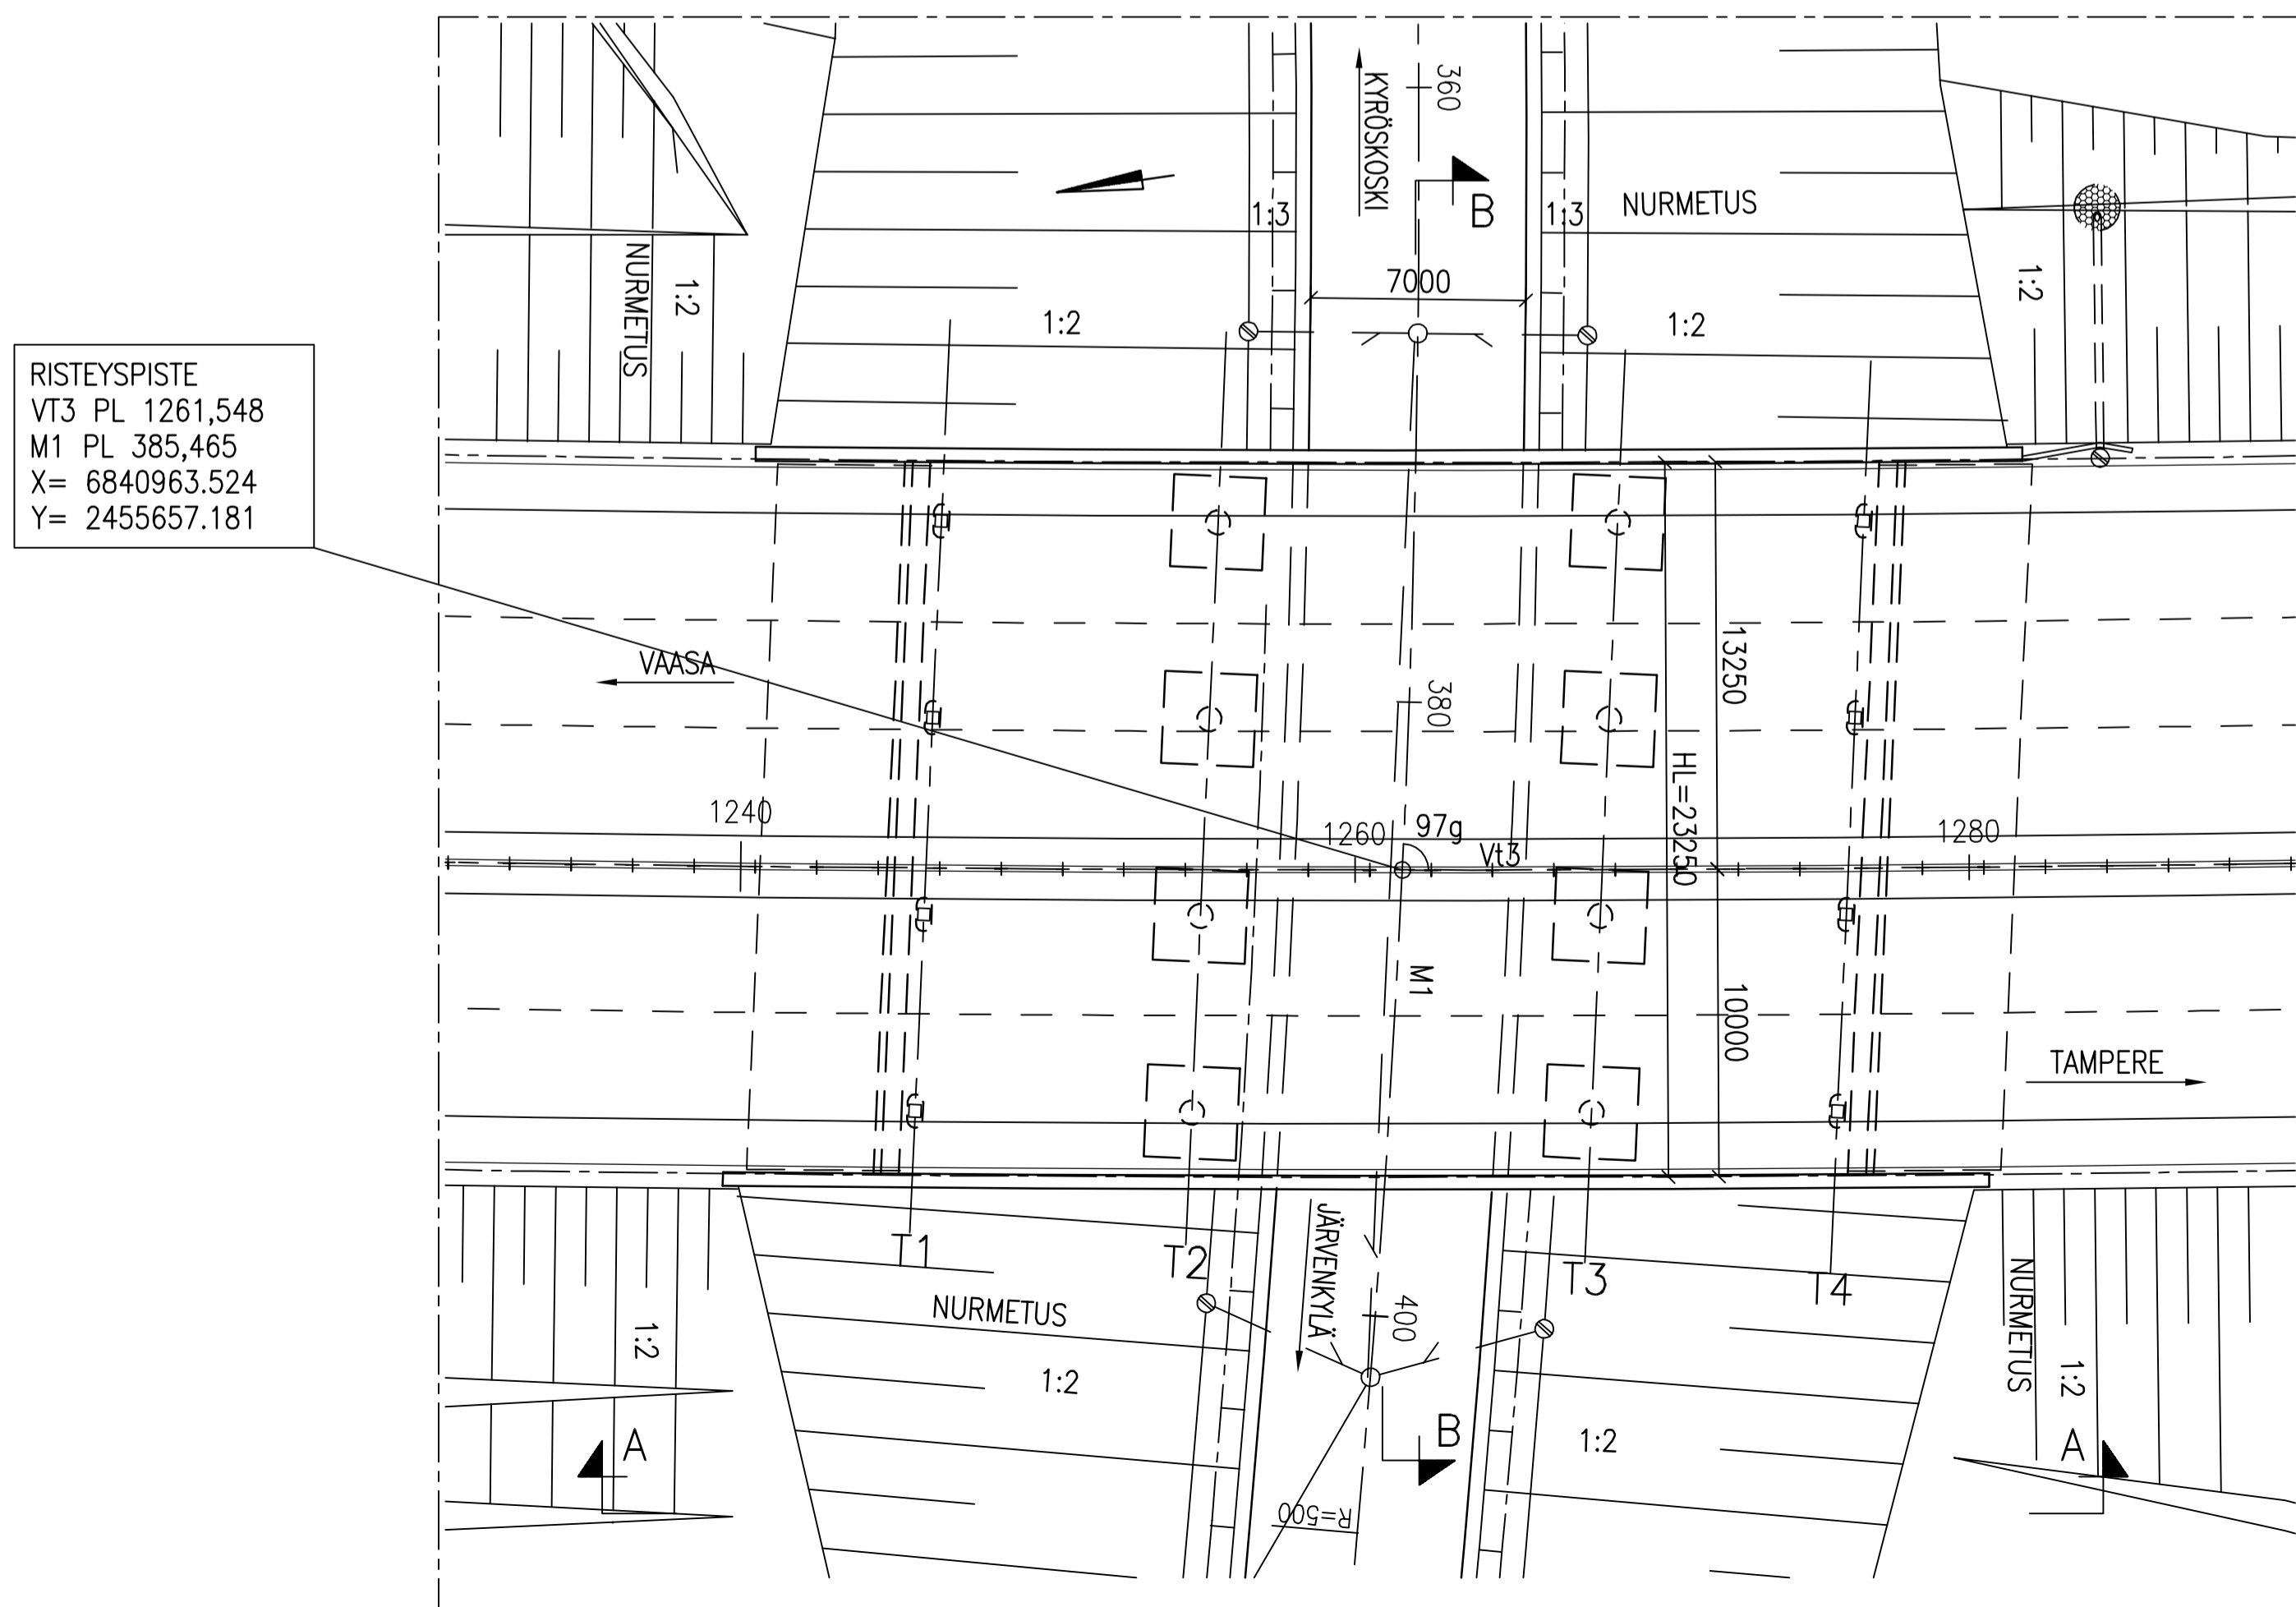 360
KYRÖSKOSKI
B
1:3
1:3
NURMETUS
NURMETUS
1:2
1:2
7000
1:2
1:2
RISTEYSPISTE
VT3 PL 1261,548
M1 PL 385,465
X= 6840963.524
Y= 2455657.181
VAASA
13250
380
HL=23250
1240
1260
97g
Vt3
1280
M1
10000
TAMPERE
T1
T2
T3
T4
JÄRVENKYLÄ
NURMETUS
NURMETUS
400
1:2
1:2
1:2
1:2
A
B
A
R=500